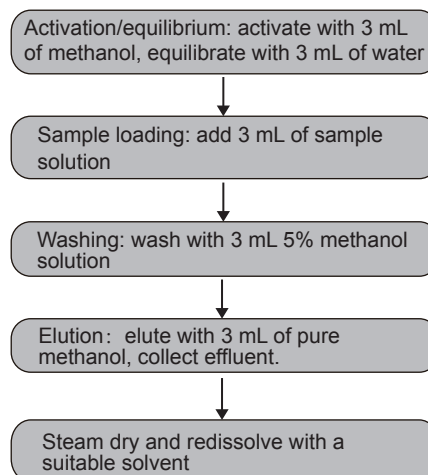 Activation/equilibrium: activate with 3 mL
of methanol, equilibrate with 3 mL of water
Sample loading: add 3 mL of sample
solution
Washing: wash with 3 mL 5% methanol
solution
Elution: elute with 3 mL of pure
methanol, collect effluent.
Steam dry and redissolve with a
suitable solvent